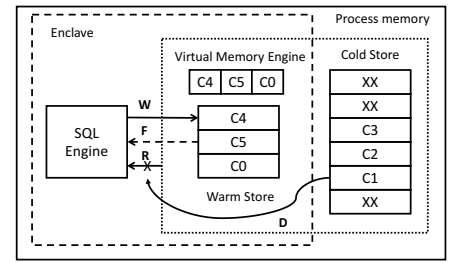 Process memory
Enclave
Virtual Memory Engine
Cold Store
C4 C5 C0
XX
XX
C3
C2
C1
XX
SQL
Engine
W
F
R
X
C4
C5
C0
Warm Store
D